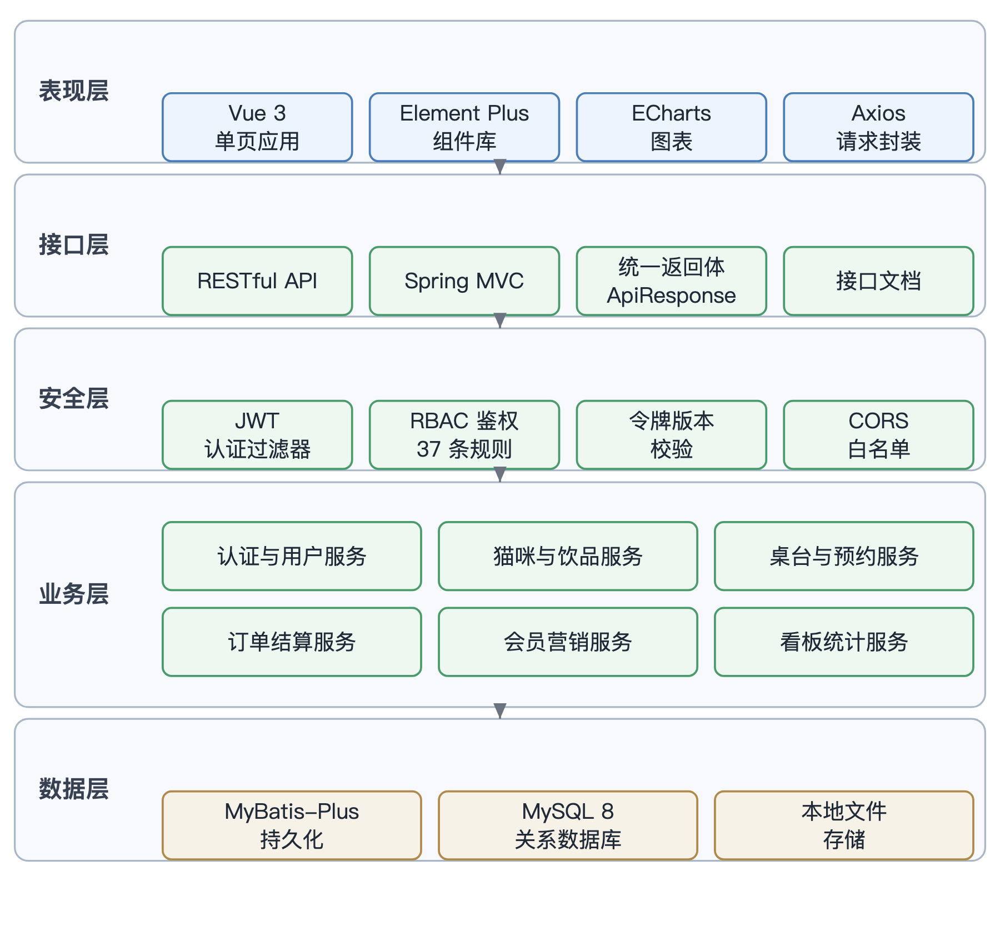 表现层
Vue 3
单页应用
Element Plus
组件库
ECharts
图表
Axios
请求封装
接口层
RESTful API
Spring MVC
统一返回体
ApiResponse
接口文档
安全层
JWT
认证过滤器
RBAC 鉴权
37 条规则
令牌版本
校验
CORS
白名单
业务层
认证与用户服务
猫咪与饮品服务
桌台与预约服务
订单结算服务
会员营销服务
看板统计服务
数据层
MyBatis-Plus
持久化
MySQL 8
关系数据库
本地文件
存储